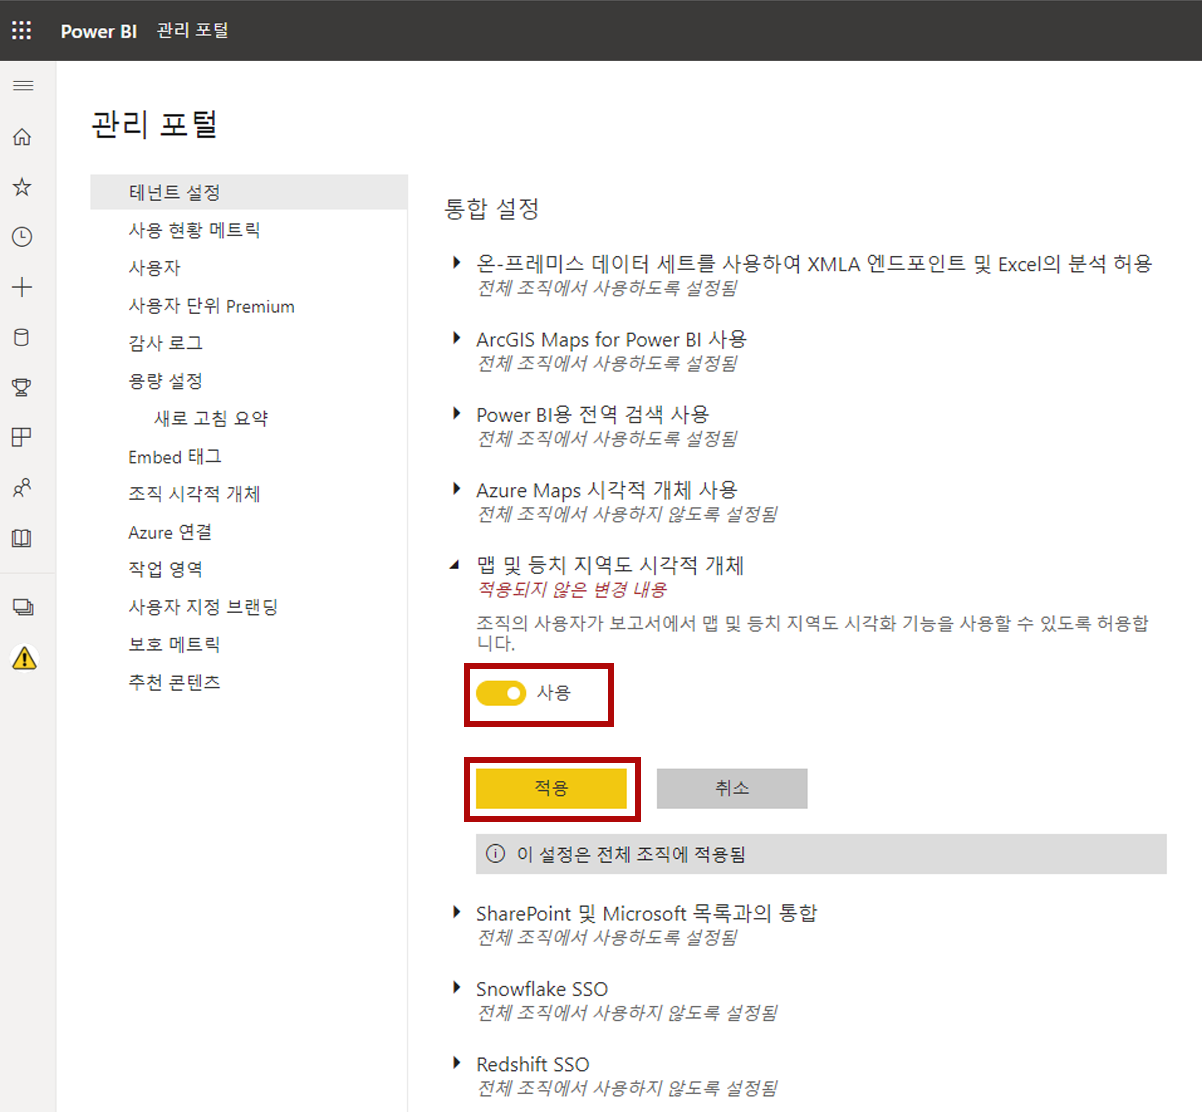 Power BI 관리 포털
관리 포털
테넌트 설정
사용 현황 메트릭
사용자
사용자 단위 Premium
감사 로그
용량 설정
새로 고침 요약
Embed 태그
조직 시각적 개체
Azure 연결
작업 영역
사용자 지정 브랜딩
보호 메트릭
추천 콘텐츠
통합 설정
온-프레미스 데이터 세트를 사용하여 XMLA 엔드포인트 및 Excel의 분석 허용
전체 조직에서 사용하도록 설정됨
ArcGIS Maps for Power BI 사용
전체 조직에서 사용하도록 설정됨
Power BI용 전역 검색 사용
전체 조직에서 사용하도록 설정됨
Azure Maps 시각적 개체 사용
전체 조직에서 사용하지 않도록 설정됨
맵 및 등치 지역도 시각적 개체
적용되지 않은 변경 내용
조직의 사용자가 보고서에서 맵 및 등치 지역도 시각화 기능을 사용할 수 있도록 허용합
니다.
사용
적용
취소
이 설정은 전체 조직에 적용됨
SharePoint 및 Microsoft 목록과의 통합
전체 조직에서 사용하도록 설정됨
Snowflake SSO
전체 조직에서 사용하지 않도록 설정됨
Redshift SSO
전체 조직에서 사용하지 않도록 설정됨